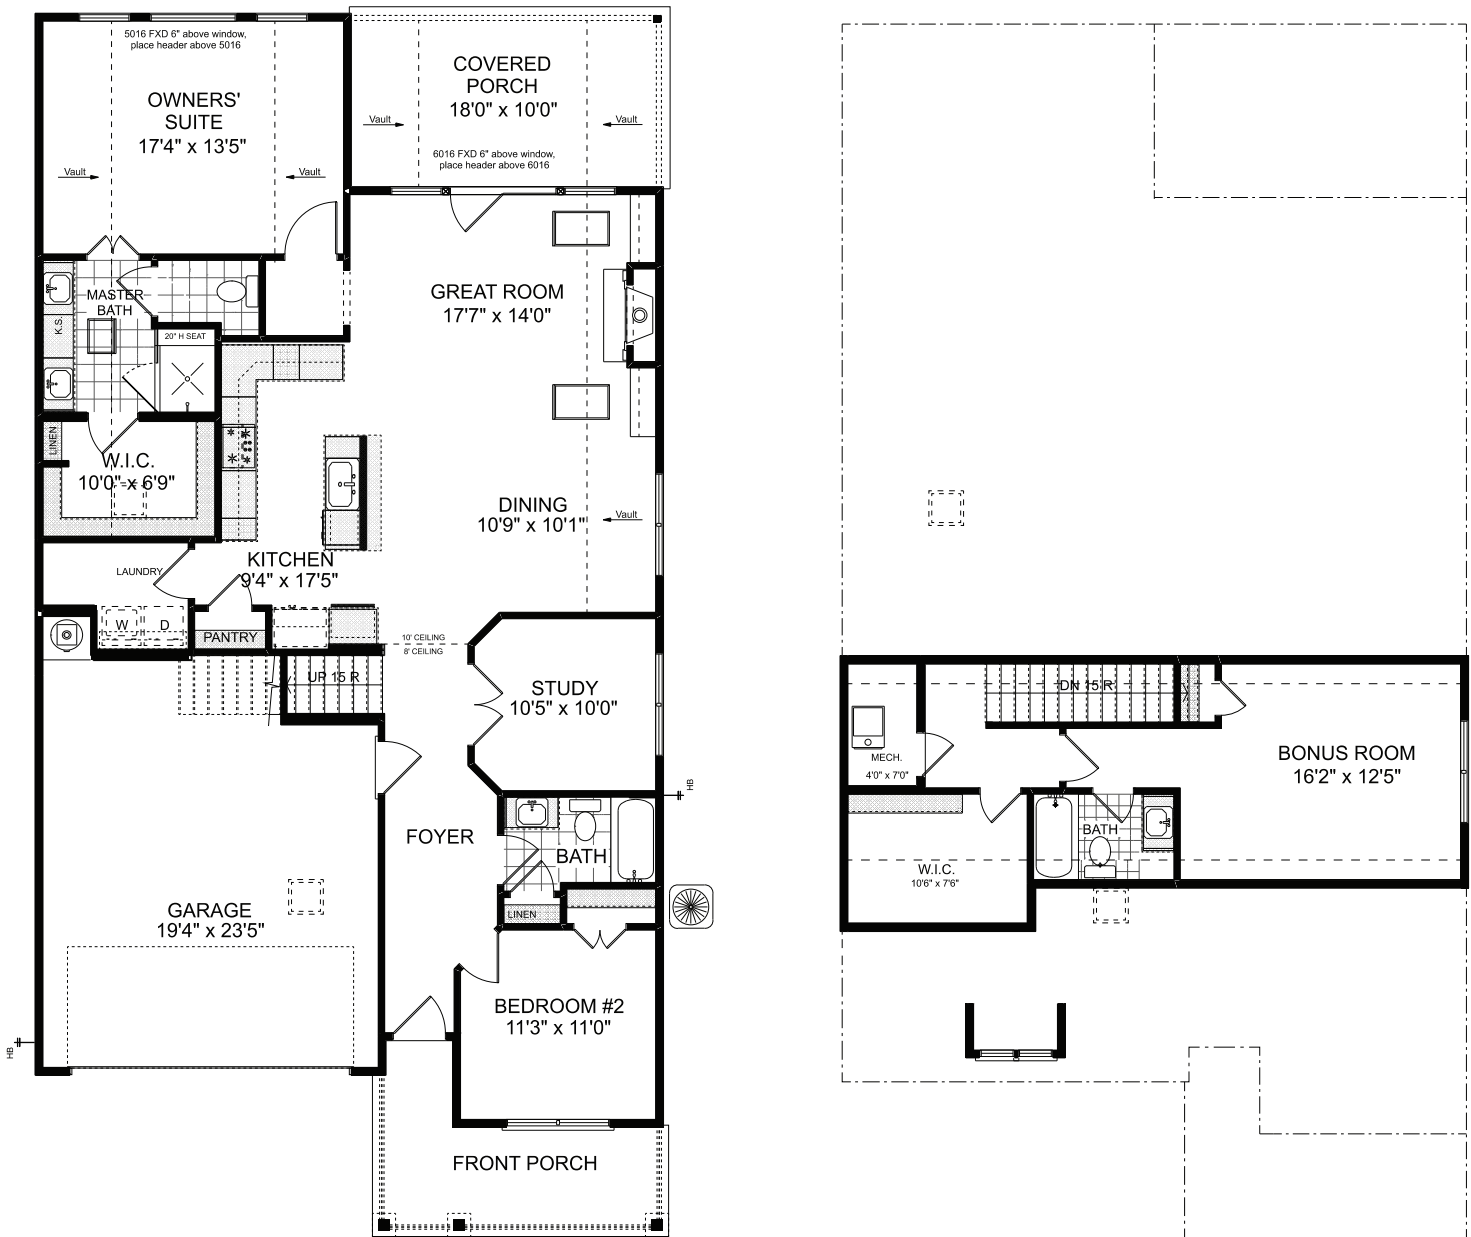 5016 FXD 6" above window,
place header above 5016
OWNERS'
SUITE
17'4" x 13'5"
Vault
Vault
COVERED
PORCH
18'0" x 10'0"
Vault
Vault
6016 FXD 6" above window,
place header above 6016
MASTER
BATH
K.S.
20" H SEAT
GREAT ROOM
17'7" x 14'0"
LINEN
W.I.C.
10'0" x 6'9"
DINING
10'9" x 10'1"
Vault
KITCHEN
9'4" x 17'5"
LAUNDRY
W
D
PANTRY
10' CEILING
8' CEILING
UP 15 R
STUDY
10'5" x 10'0"
HB
FOYER
BATH
LINEN
GARAGE
19'4" x 23'5"
BEDROOM #2
11'3" x 11'0"
HB
FRONT PORCH
DN 15 R
MECH.
4'0" x 7'0"
BONUS ROOM
16'2" x 12'5"
BATH
W.I.C.
10'6" x 7'6"